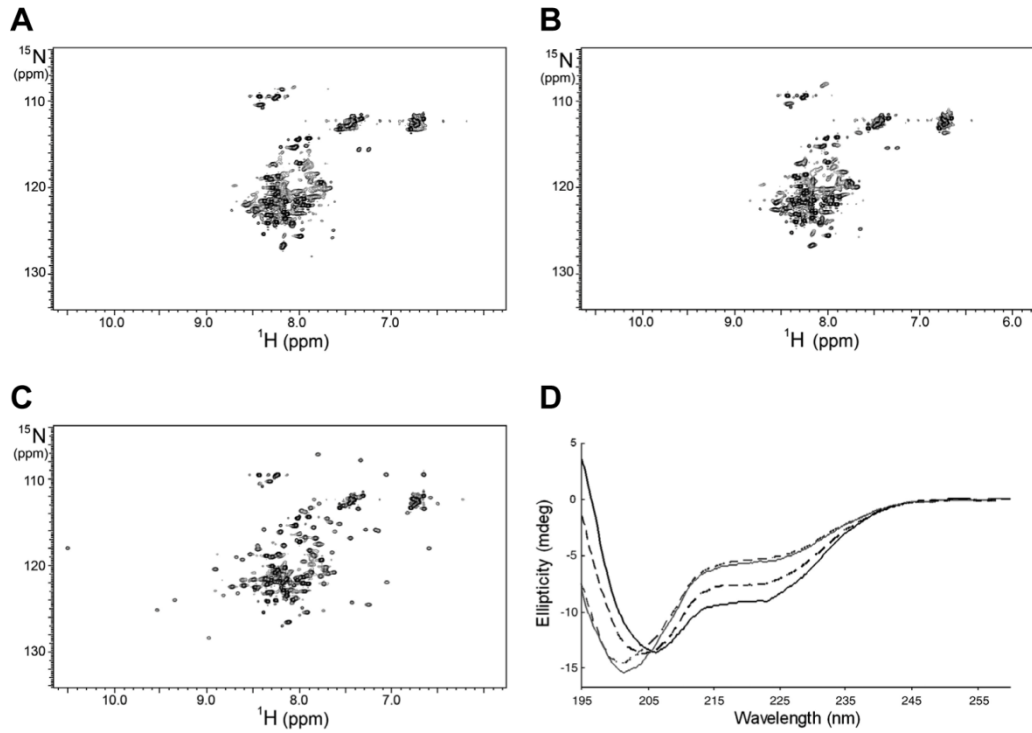 A
15N
(ppm)
110
120
130
10.0 9.0 8.0 7.0
1H (ppm)
B
15N
(ppm)
110
120
130
10.0 9.0 8.0 7.0 6.0
1H (ppm)
C
15N
(ppm)
110
120
130
10.0 9.0 8.0 7.0
1H (ppm)
D
Ellipticity (mdeg)
5
0
-5
-10
-15
195 205 215 225 235 245 255
Wavelength (nm)